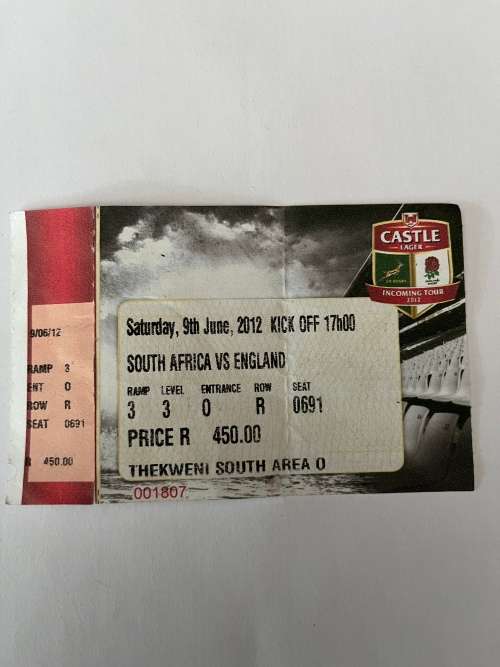 CASTLE
LAGER
SA RUGBY
INCOMING TOUR
2012
9/06/12
RAMP 3
ENT 0
ROW R
SEAT 0691
R 450.00
Saturday, 9th June, 2012 KICK OFF 17h00
SOUTH AFRICA VS ENGLAND
RAMP LEVEL ENTRANCE ROW SEAT
3 3 0 R 0691
PRICE R 450.00
THEKWENI SOUTH AREA O
001807